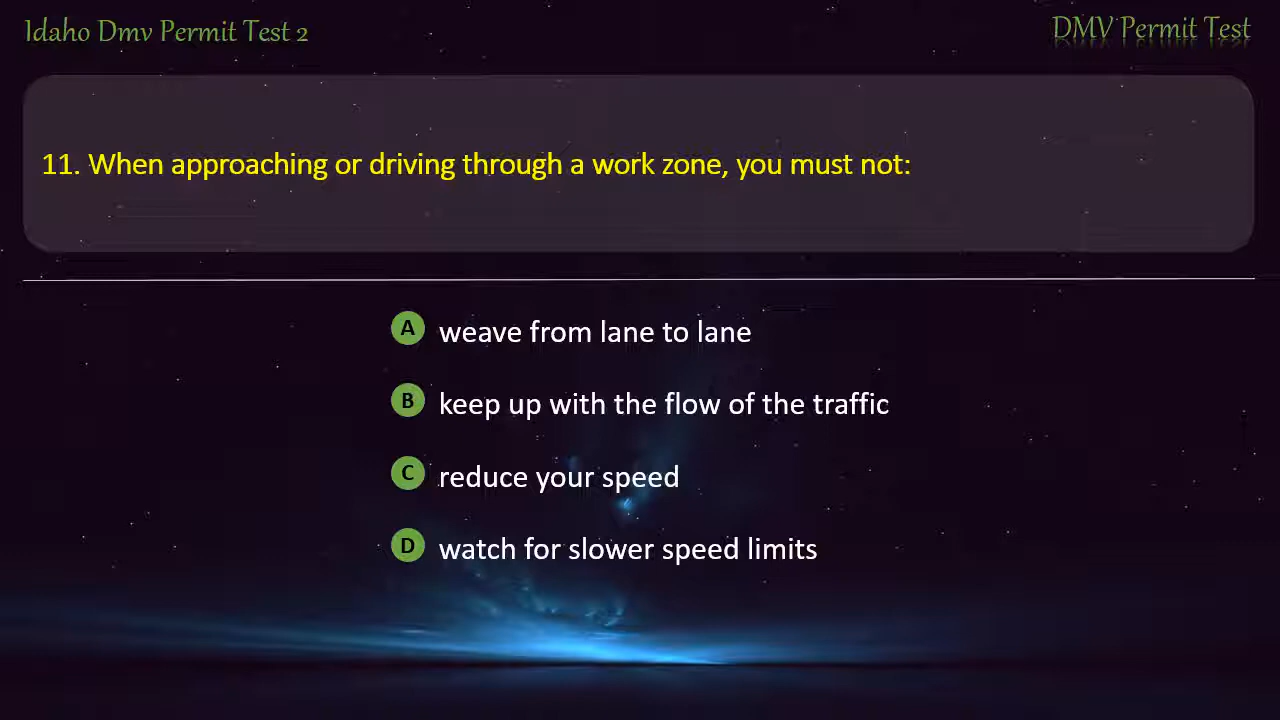 Idaho Dmv Permit Test 2
DMV Permit Test
11. When approaching or driving through a work zone, you must not:
A weave from lane to lane
B keep up with the flow of the traffic
C reduce your speed
D watch for slower speed limits